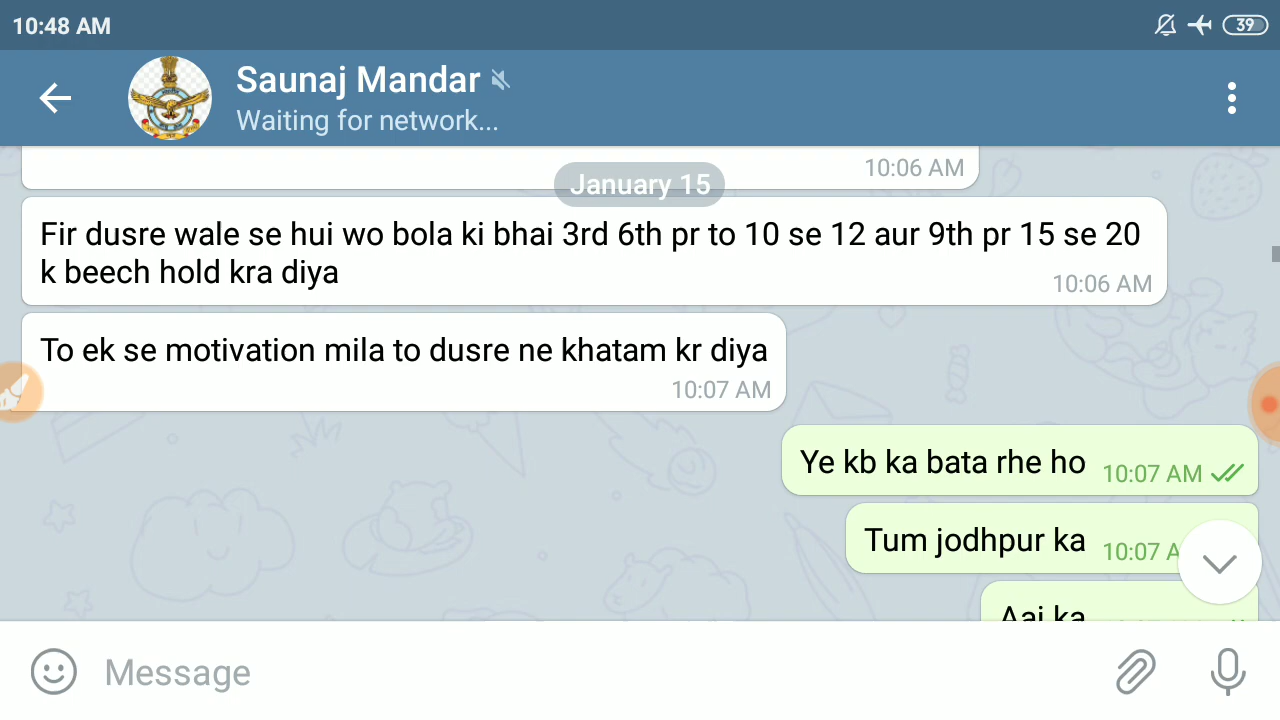 10:48 AM
39
Saunaj Mandar
Waiting for network...
10:06 AM
January 15
Fir dusre wale se hui wo bola ki bhai 3rd 6th pr to 10 se 12 aur 9th pr 15 se 20
k beech hold kra diya
10:06 AM
To ek se motivation mila to dusre ne khatam kr diya
10:07 AM
Ye kb ka bata rhe ho 10:07 AM
Tum jodhpur ka 10:07 A
Aaj ka
Message